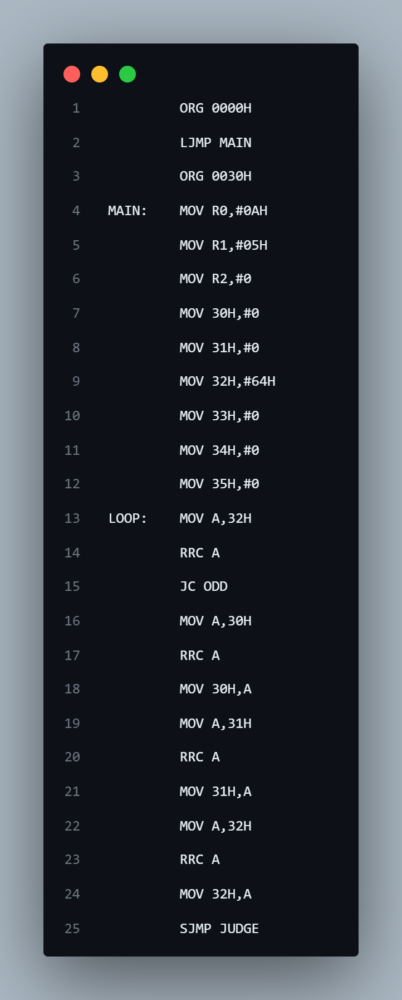 1 ORG 0000H
2 LJMP MAIN
3 ORG 0030H
4 MAIN: MOV R0,#0AH
5 MOV R1,#05H
6 MOV R2,#0
7 MOV 30H,#0
8 MOV 31H,#0
9 MOV 32H,#64H
10 MOV 33H,#0
11 MOV 34H,#0
12 MOV 35H,#0
13 LOOP: MOV A,32H
14 RRC A
15 JC ODD
16 MOV A,30H
17 RRC A
18 MOV 30H,A
19 MOV A,31H
20 RRC A
21 MOV 31H,A
22 MOV A,32H
23 RRC A
24 MOV 32H,A
25 SJMP JUDGE